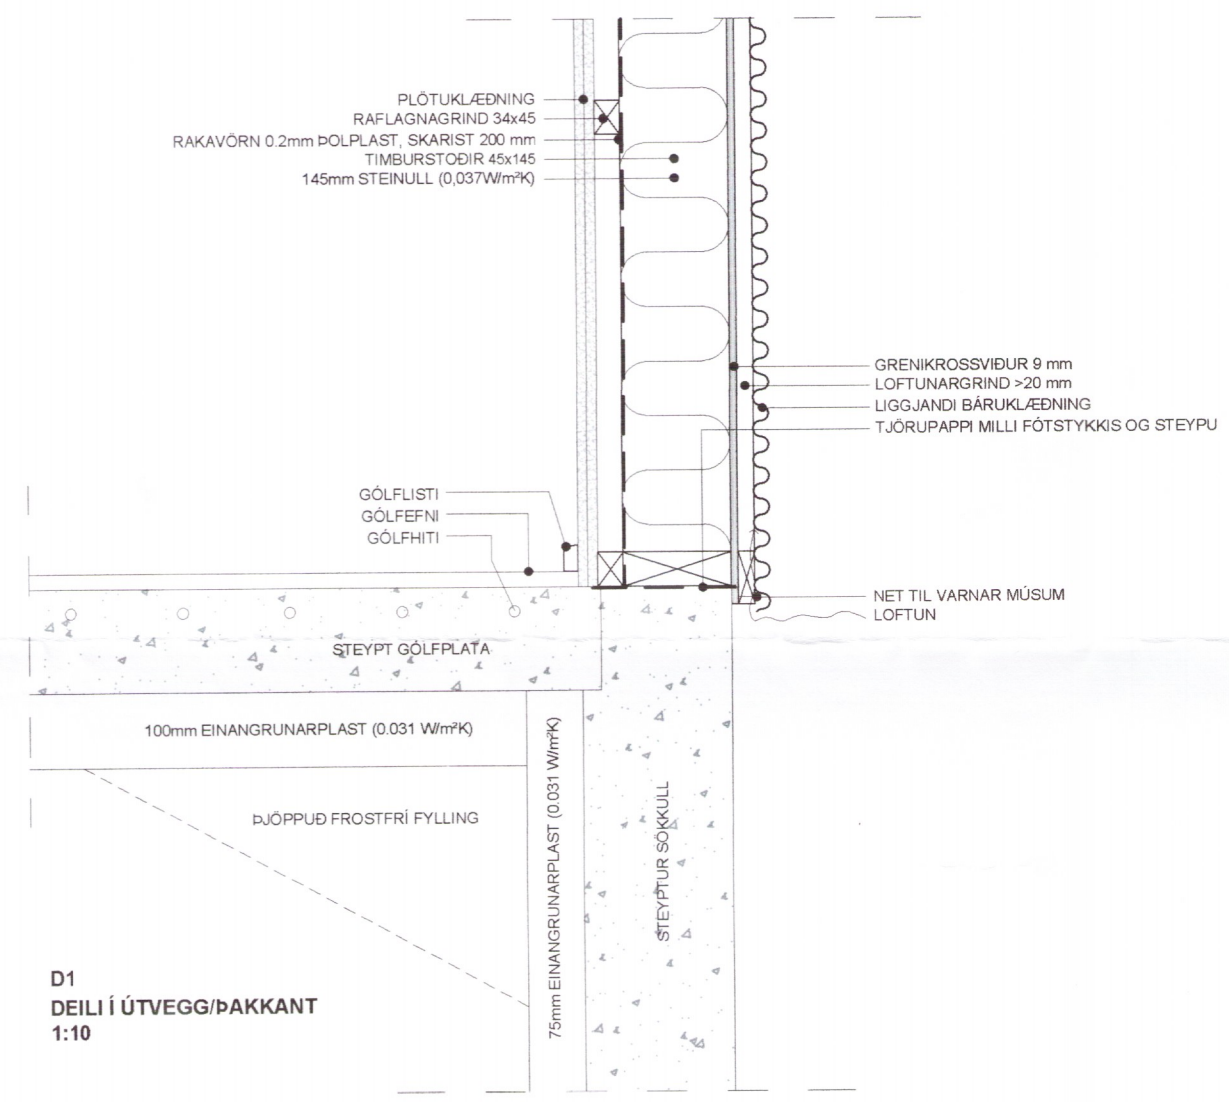 PLÖTUKLÆÐNING
RAFLAGNAGRIND 34x45
RAKAVÖRN 0.2mm ÞOLPLAST, SKARIST 200 mm
TIMBURSTOÐIR 45x145
145mm STEINULL (0,037W/m²K)
GRENIKROSSVIÐUR 9 mm
LOFTUNARGRIND >20 mm
LIGGJANDI BÁRUKLÆÐNING
TJÖRUPAPPI MILLI FÓTSTYKKIS OG STEYPU
GÓLFLISTI
GÓLFEFNI
GÓLFHITI
NET TIL VARNAR MÚSUM
LOFTUN
STEYPT GÓLFPLATA
100mm EINANGRUNARPLAST (0.031 W/m²K)
ÞJÖPPUÐ FROSTFRÍ FYLLING
75mm EINANGRUNARPLAST (0.031 W/m²K)
STEYPTUR SÖKKULL
D1
DEILI Í ÚTVEGG/ÞAKKANT
1:10